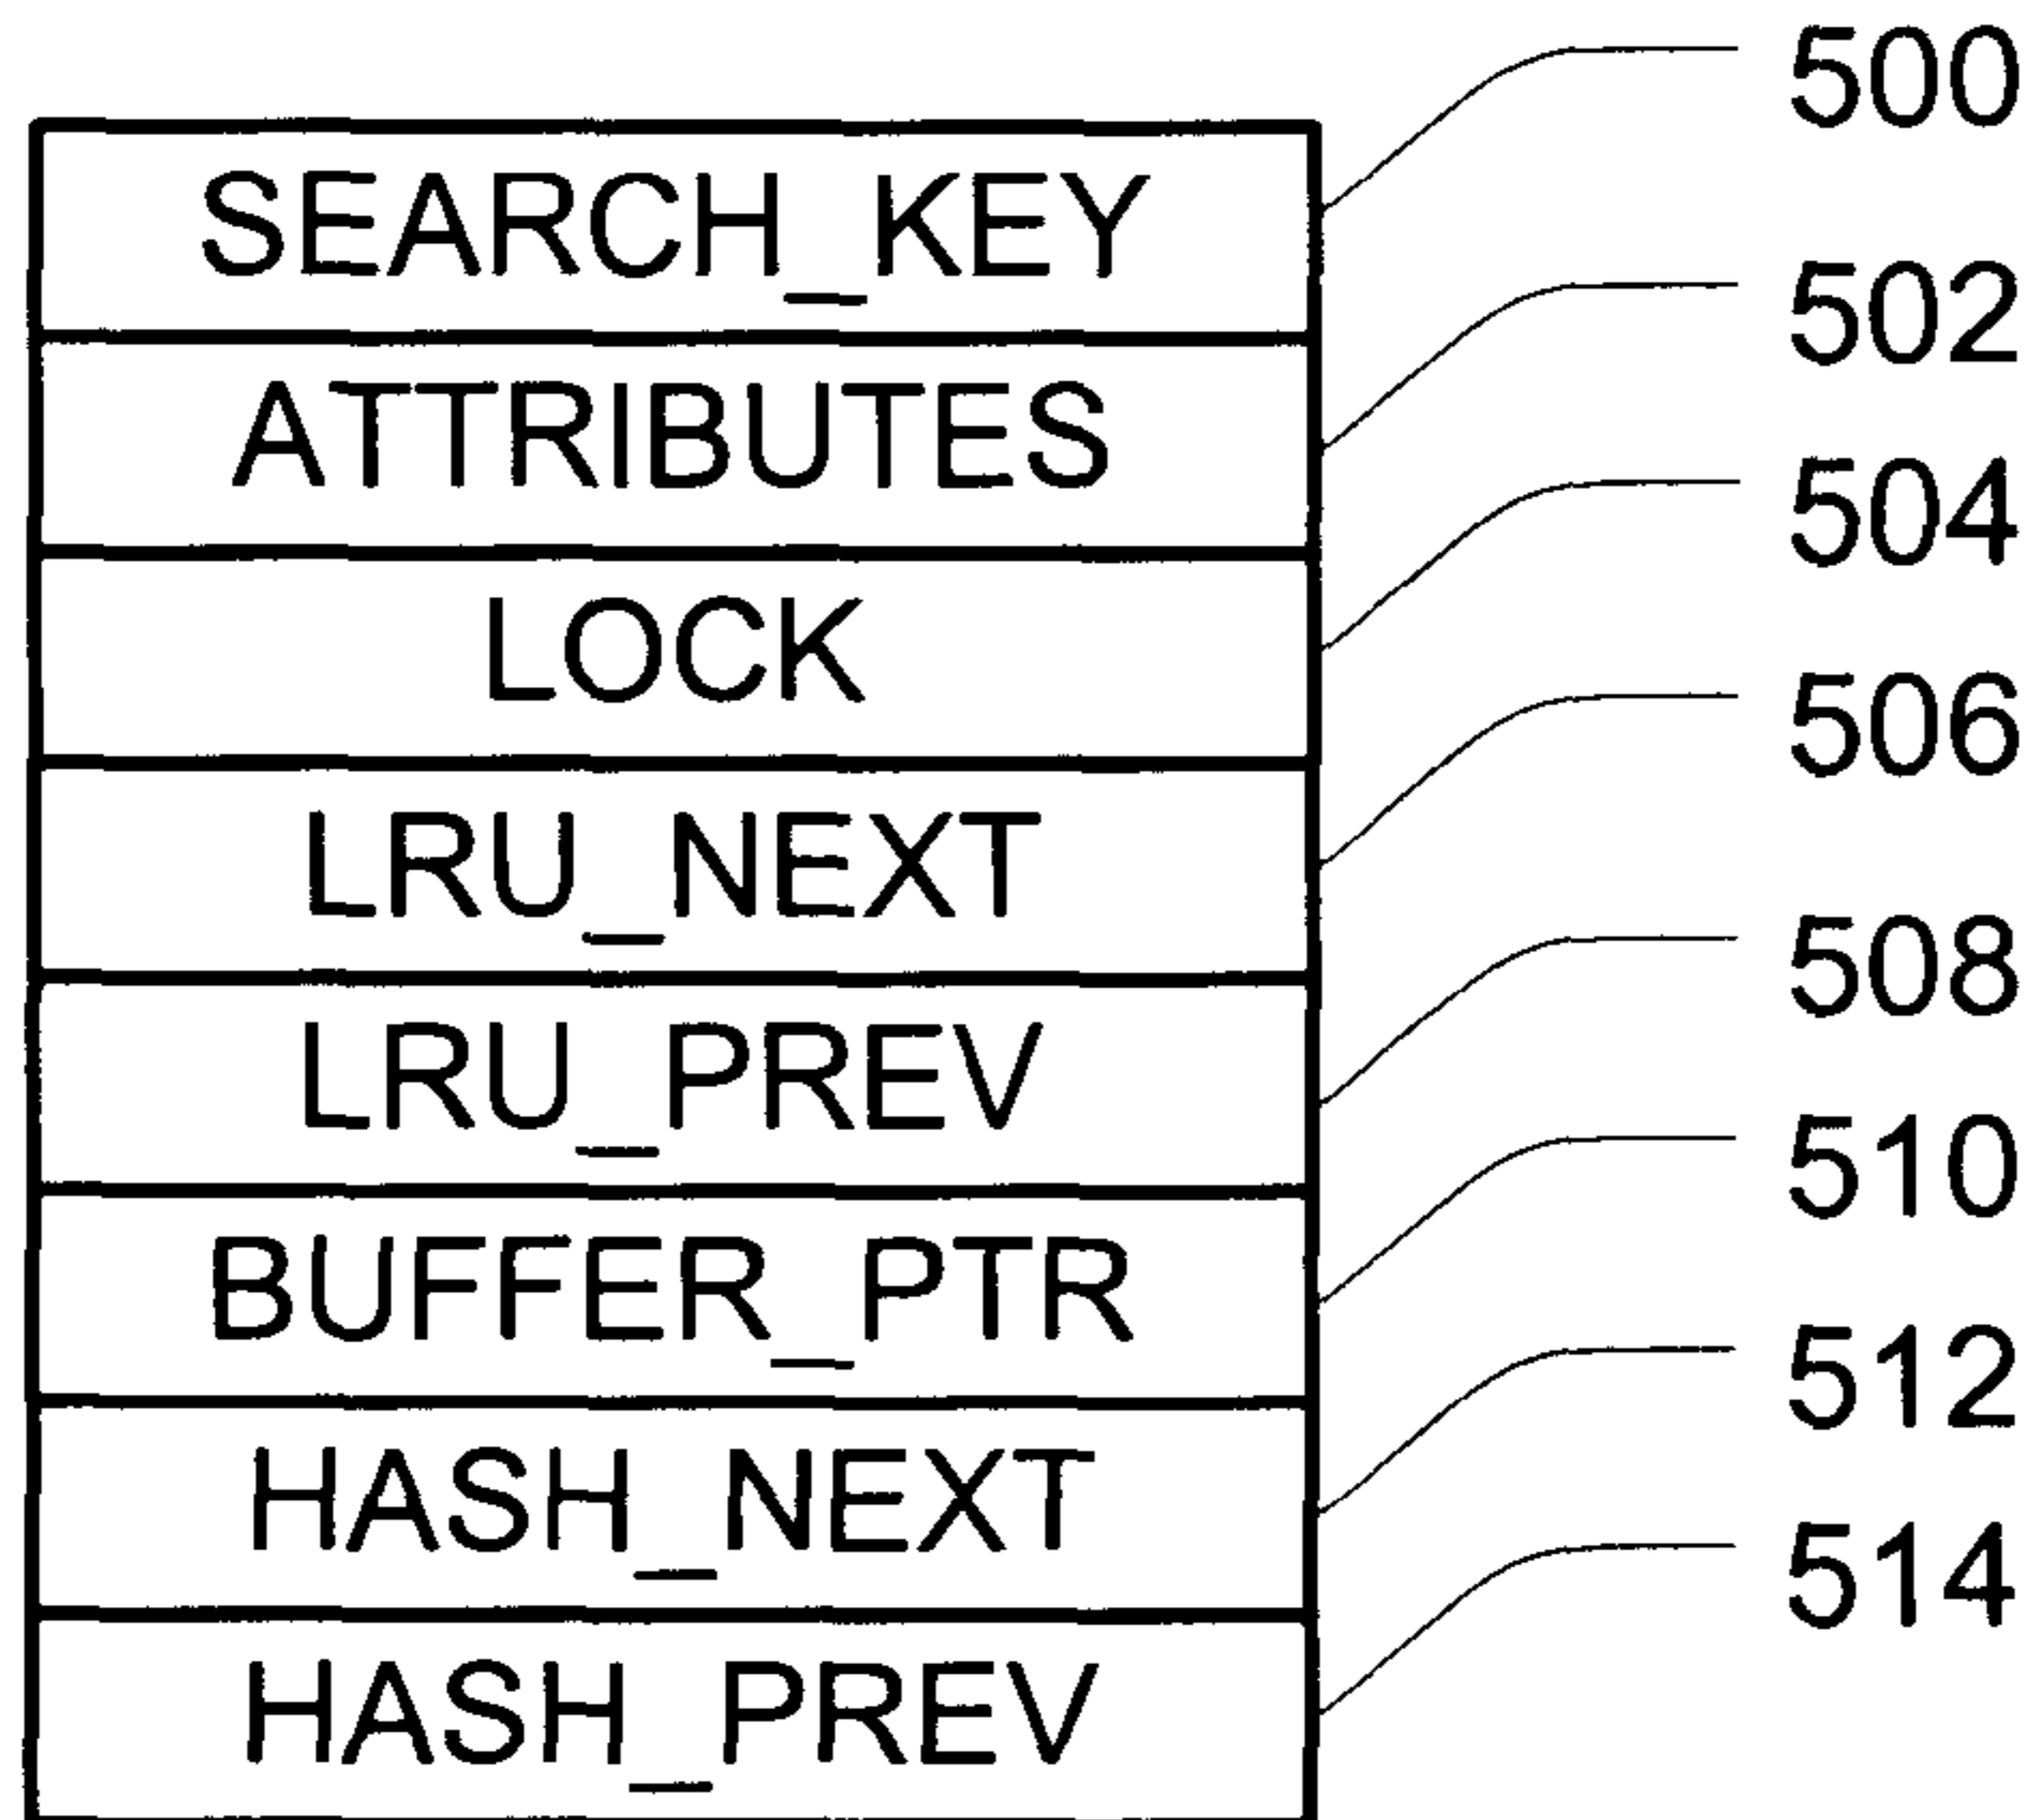 500
SEARCH_KEY
502
ATTRIBUTES
504
LOCK
506
LRU_NEXT
508
LRU_PREV
510
BUFFER_PTR
512
HASH_NEXT
514
HASH_PREV